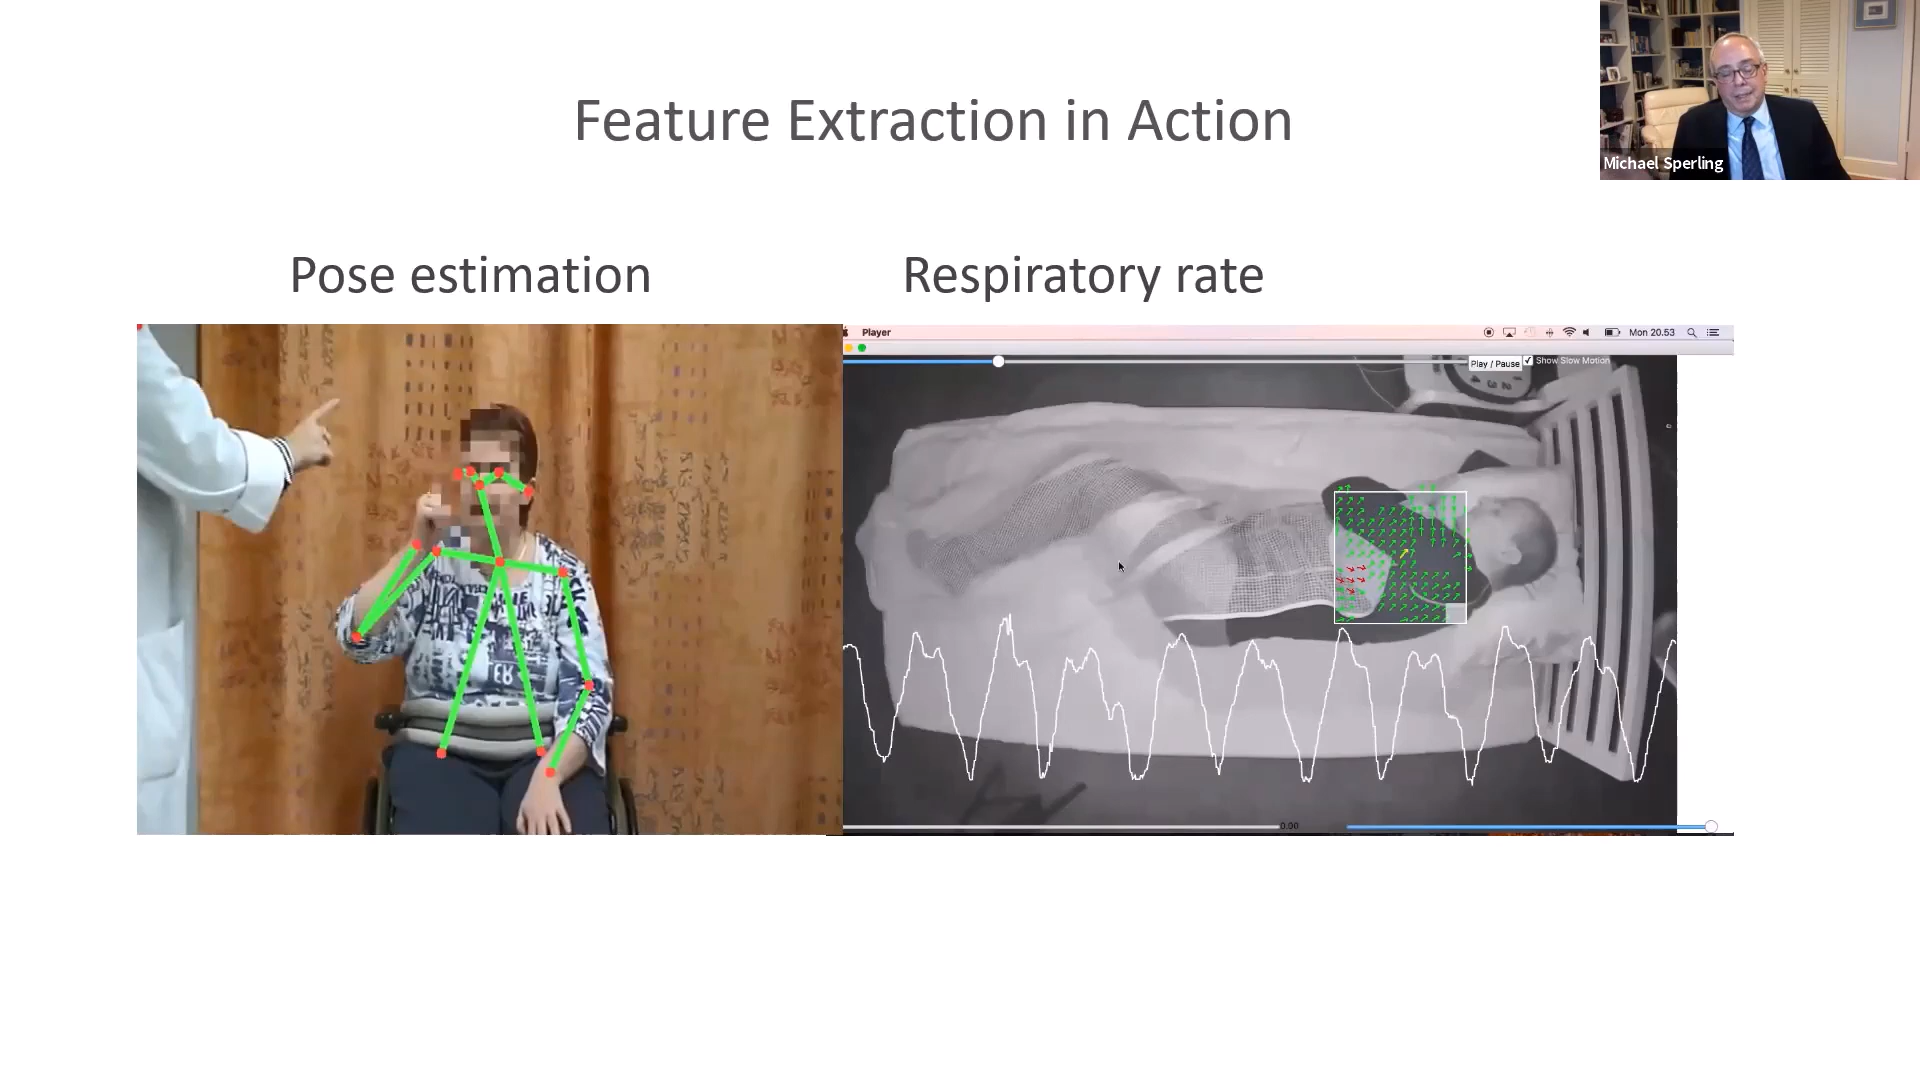 Feature Extraction in Action
Michael Sperling
Pose estimation
Respiratory rate
Player
Mon 20.53
Play / Pause
Show Slow Motion
0.00